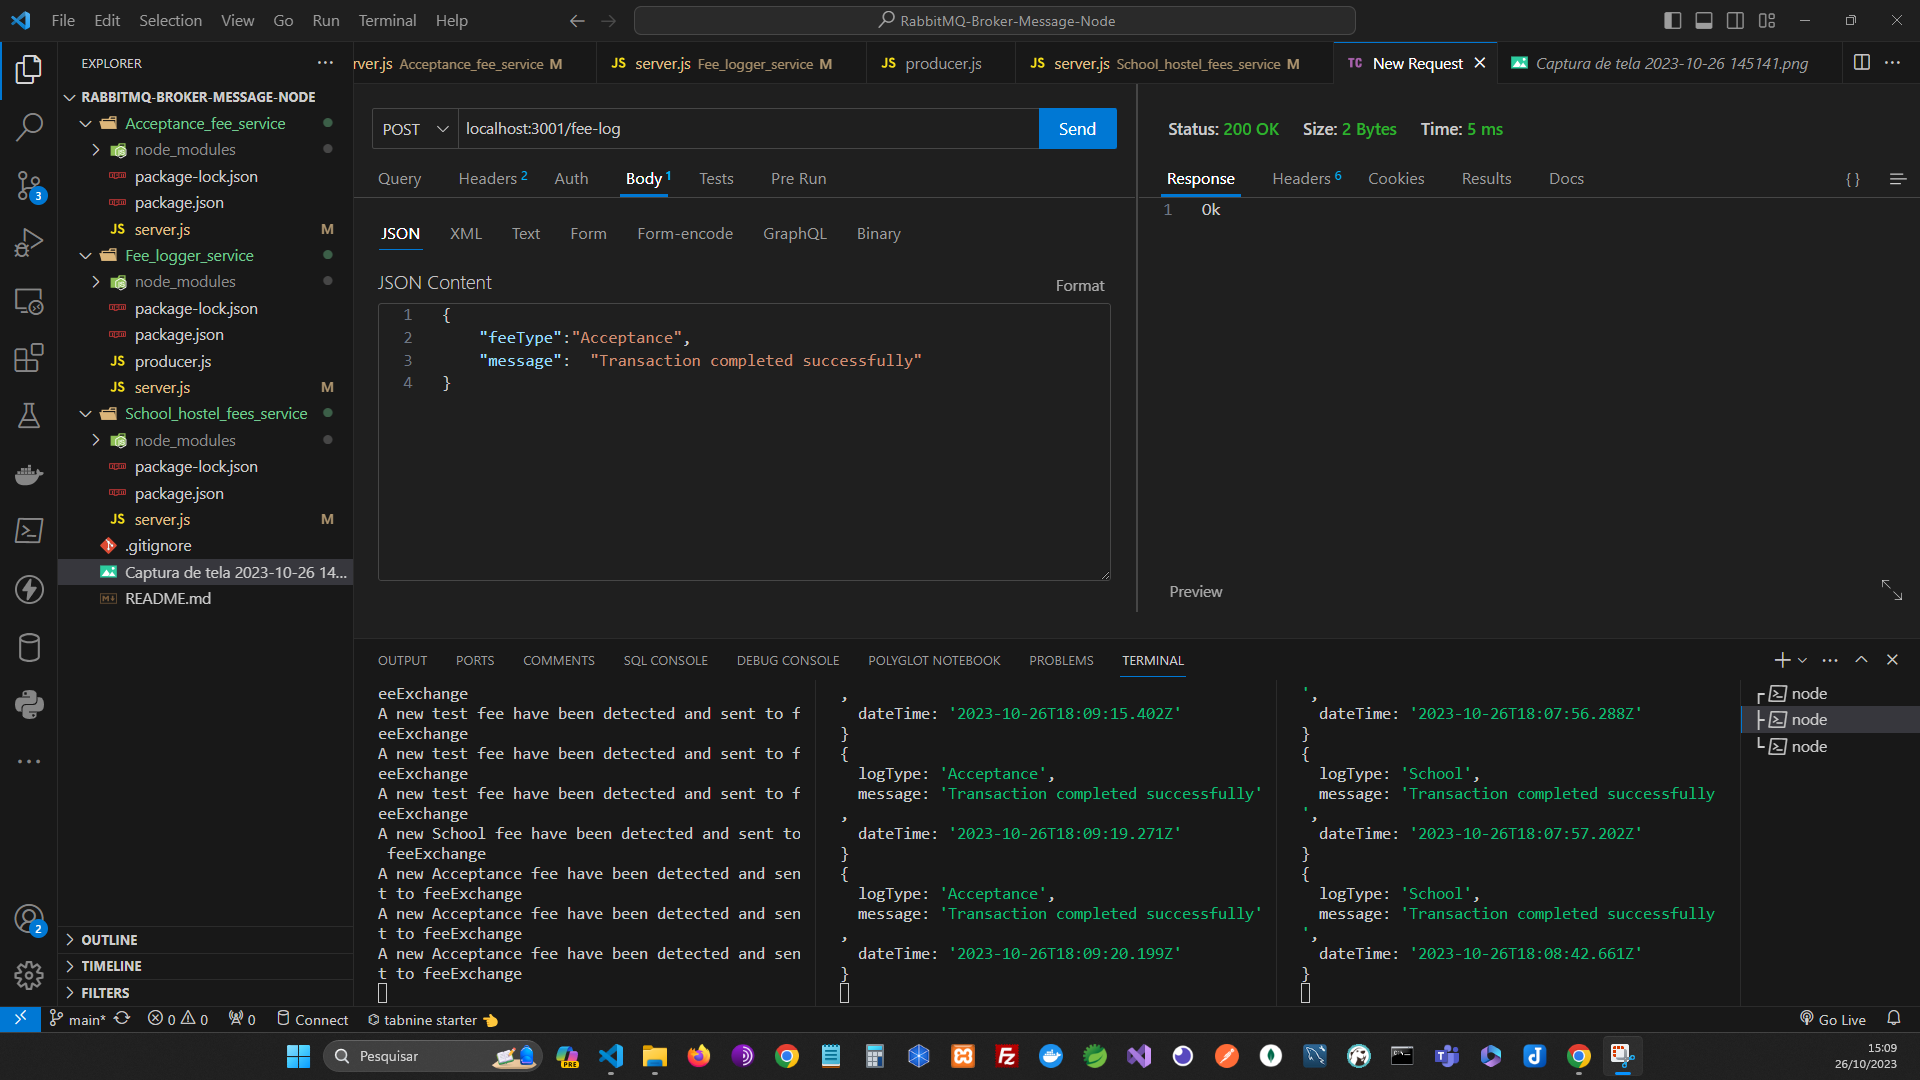 File Edit Selection View Go Run Terminal Help
RabbitMQ-Broker-Message-Node
EXPLORER
RABBITMQ-BROKER-MESSAGE-NODE
Acceptance_fee_service
node_modules
package-lock.json
package.json
JS server.js M
Fee_logger_service
node_modules
package-lock.json
package.json
JS producer.js
JS server.js M
School_hostel_fees_service
node_modules
package-lock.json
package.json
JS server.js M
.gitignore
Captura de tela 2023-10-26 14...
README.md
OUTLINE
TIMELINE
FILTERS
3
2
rver.js Acceptance_fee_service M
JS server.js Fee_logger_service M
JS producer.js
JS server.js School_hostel_fees_service M
TC New Request
Captura de tela 2023-10-26 145141.png
POST localhost:3001/fee-log Send
Query Headers 2 Auth Body 1 Tests Pre Run
JSON XML Text Form Form-encode GraphQL Binary
JSON Content
Format
1 {
2 "feeType":"Acceptance",
3 "message": "Transaction completed successfully"
4 }
Status: 200 OK Size: 2 Bytes Time: 5 ms
Response Headers 6 Cookies Results Docs { }
1 Ok
Preview
OUTPUT PORTS COMMENTS SQL CONSOLE DEBUG CONSOLE POLYGLOT NOTEBOOK PROBLEMS TERMINAL
eeExchange
A new test fee have been detected and sent to f
eeExchange
A new test fee have been detected and sent to f
eeExchange
A new test fee have been detected and sent to f
eeExchange
A new School fee have been detected and sent to
feeExchange
A new Acceptance fee have been detected and sen
t to feeExchange
A new Acceptance fee have been detected and sen
t to feeExchange
A new Acceptance fee have been detected and sen
t to feeExchange
,
dateTime: '2023-10-26T18:09:15.402Z'
}
{
logType: 'Acceptance',
message: 'Transaction completed successfully'
,
dateTime: '2023-10-26T18:09:19.271Z'
}
{
logType: 'Acceptance',
message: 'Transaction completed successfully'
,
dateTime: '2023-10-26T18:09:20.199Z'
}
',
dateTime: '2023-10-26T18:07:56.288Z'
}
{
logType: 'School',
message: 'Transaction completed successfully
',
dateTime: '2023-10-26T18:07:57.202Z'
}
{
logType: 'School',
message: 'Transaction completed successfully
',
dateTime: '2023-10-26T18:08:42.661Z'
}
node
node
node
main* 0 0 0 Connect tabnine starter Go Live
Pesquisar
PRE
15:09
26/10/2023